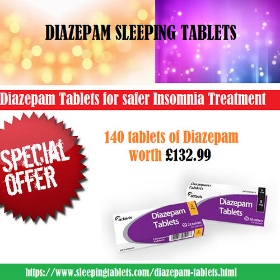 DIAZEPAM SLEEPING TABLETS
Diazepam Tablets for safer Insomnia Treatment
140 tablets of Diazepam
worth £132.99
SPECIAL
OFFER
Diazepam
Tablets
Diazepam
Tablets
https://www.sleepingtablets.com/diazepam-tablets.html